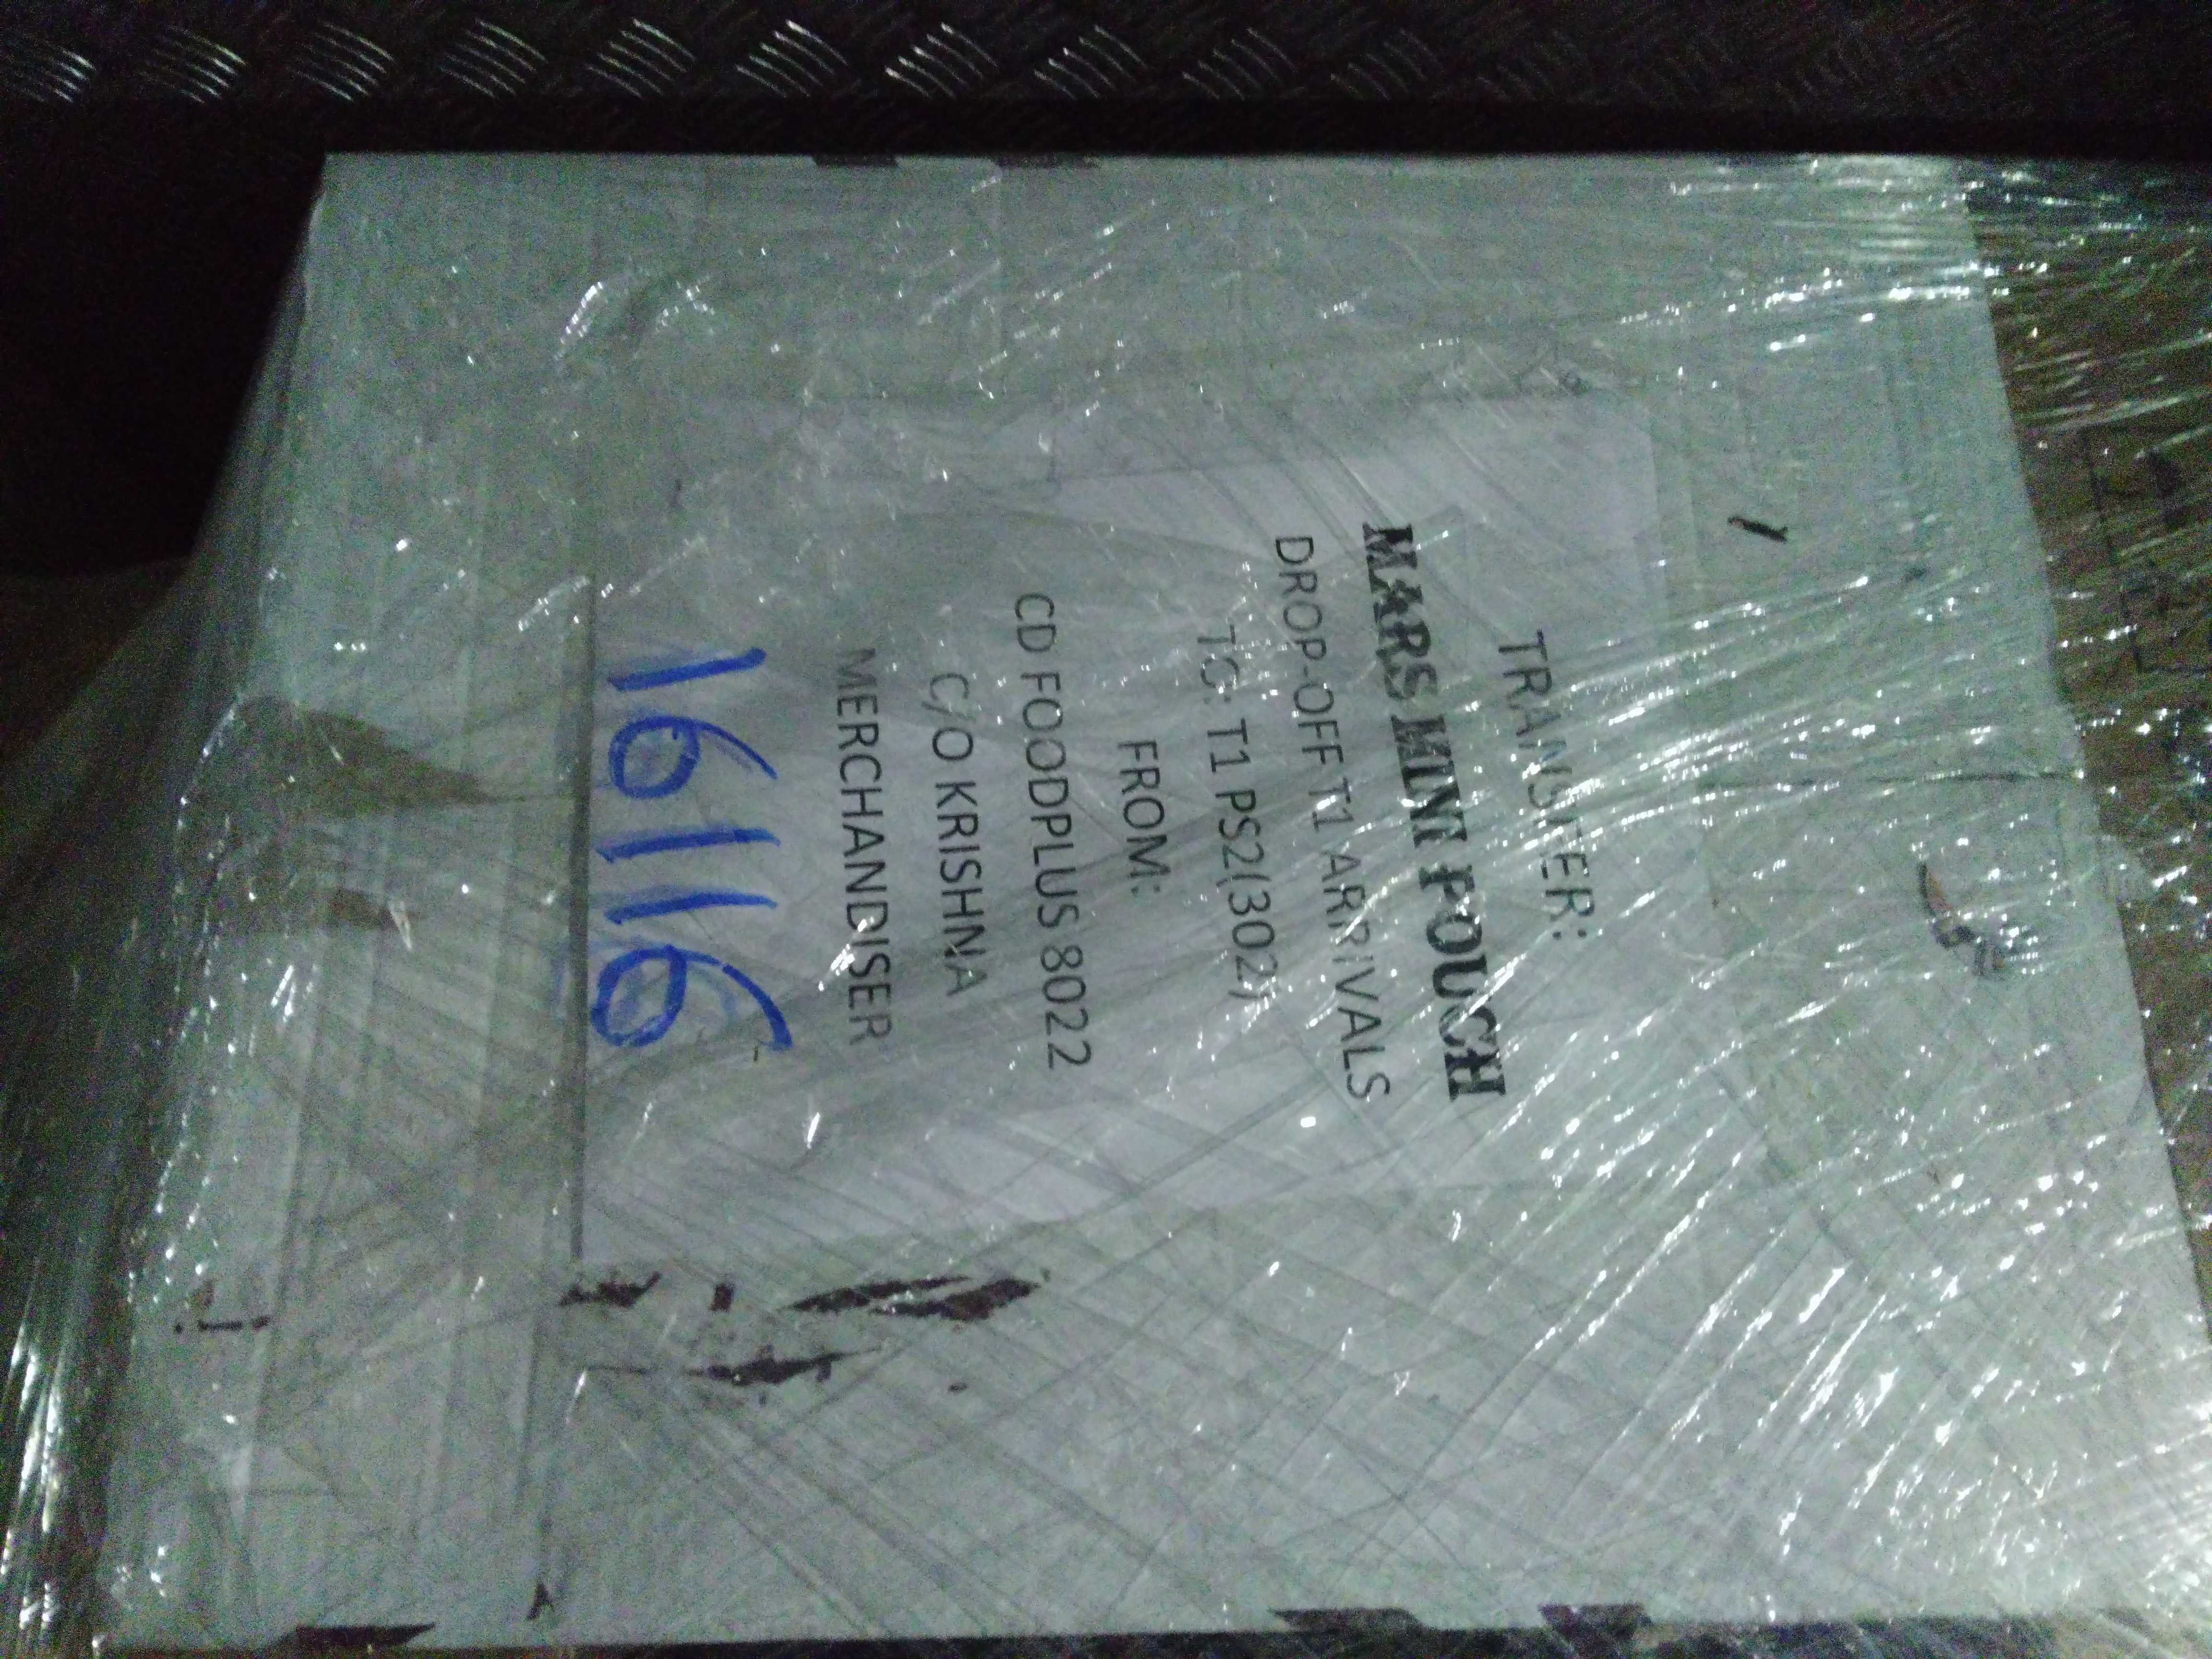 TRANSFER:
MARS MINI POUCH
DROP-OFF T1 ARRIVALS
TO: T1 PS2(302)
FROM:
CD FOODPLUS 8022
C/O KRISHNA
MERCHANDISER
16116